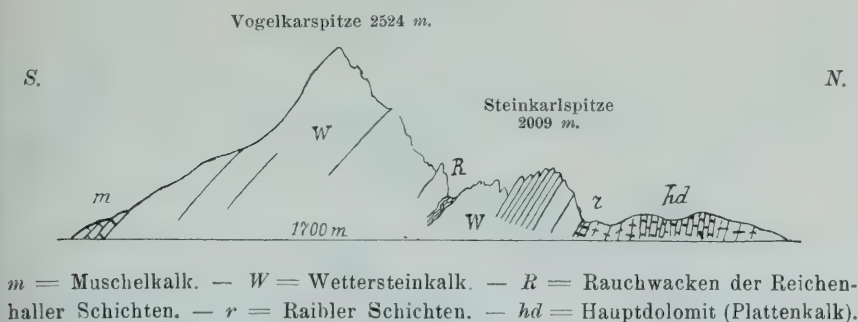 Vogelkarspitze 2524 m.
S.
N.
Steinkarlspitze
2009 m.
W
R
m
r
hd
W
1700 m
m = Muschelkalk. — W = Wettersteinkalk. — R = Rauchwacken der Reichen-
haller Schichten. — r = Raibler Schichten. — hd = Hauptdolomit (Plattenkalk).